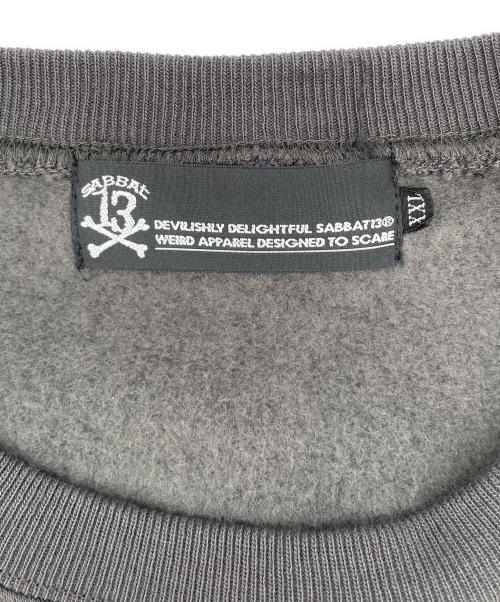 SABBAT
13
DEVILISHLY DELIGHTFUL SABBAT13®
WEIRD APPAREL DESIGNED TO SCARE
XXL